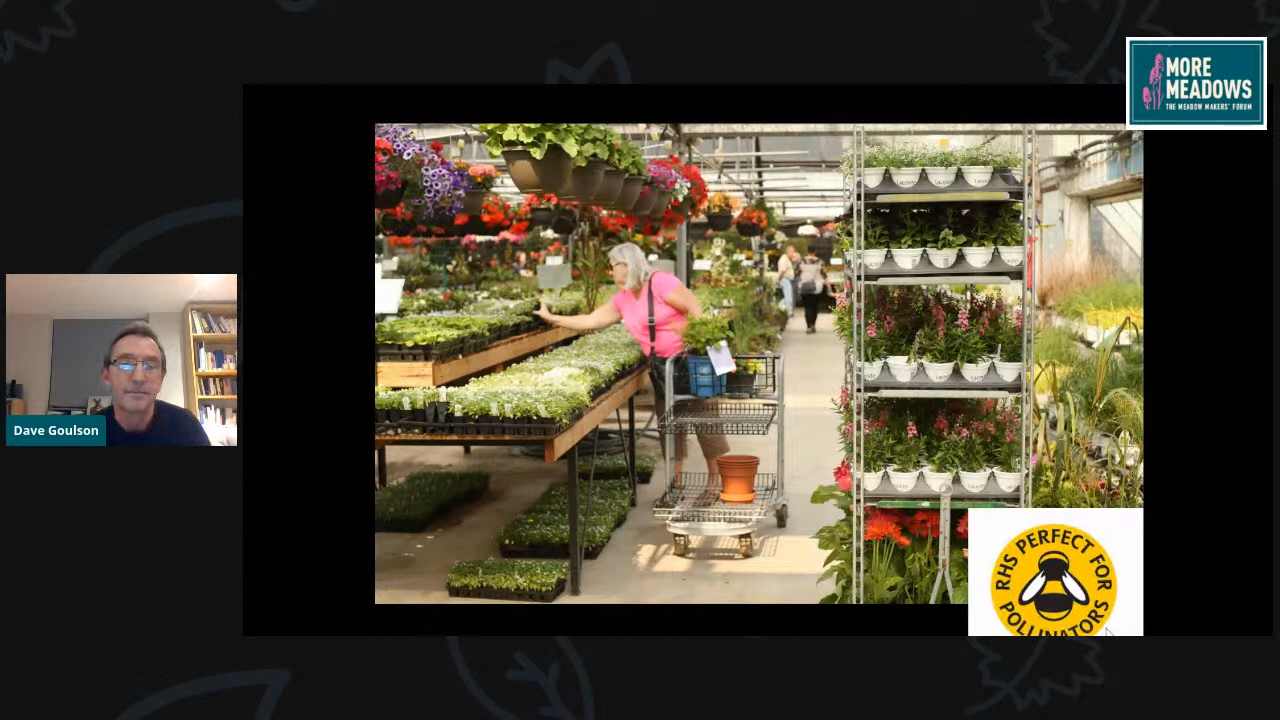 MORE
MEADOWS
THE MEADOW MAKERS' FORUM
Dave Goulson
RHS PERFECT FOR
POLLINATORS